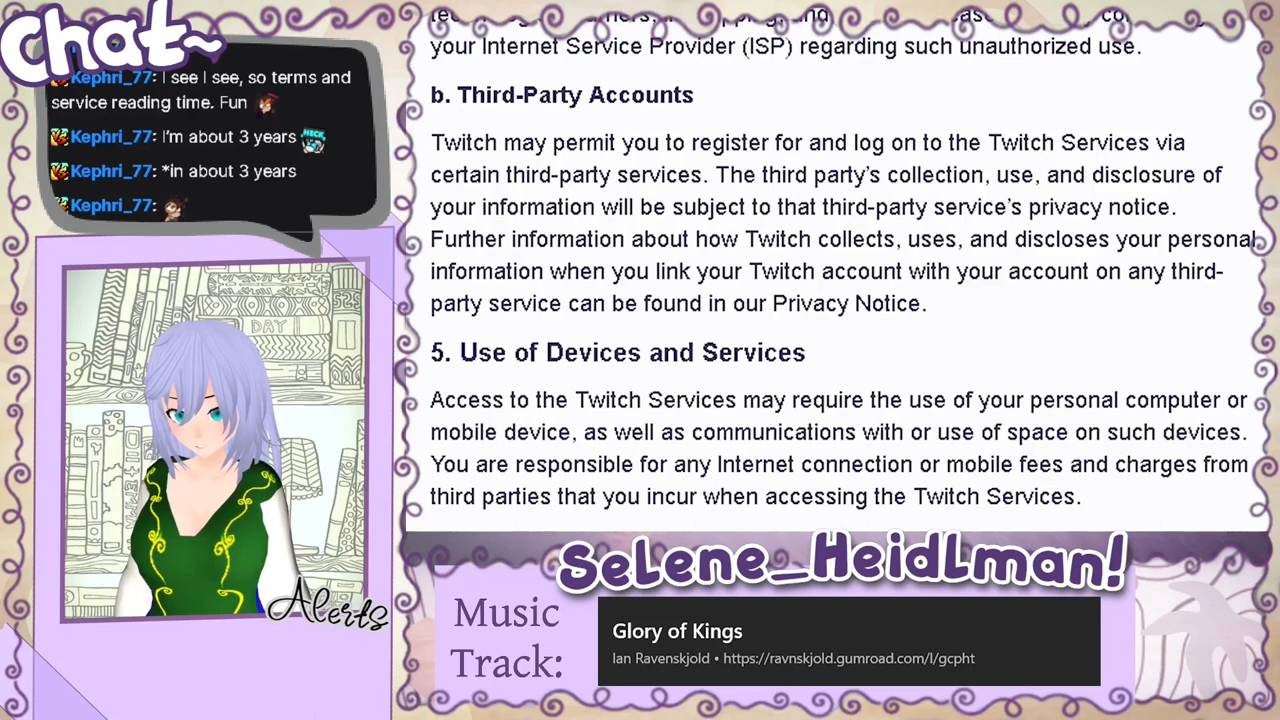 Chat~
Kephri_77: I see I see, so terms and
service reading time. Fun
Kephri_77: I'm about 3 years
Kephri_77: *in about 3 years
Kephri_77:
DAY
Alerts
your Internet Service Provider (ISP) regarding such unauthorized use.
b. Third-Party Accounts
Twitch may permit you to register for and log on to the Twitch Services via
certain third-party services. The third party's collection, use, and disclosure of
your information will be subject to that third-party service's privacy notice.
Further information about how Twitch collects, uses, and discloses your personal
information when you link your Twitch account with your account on any third-
party service can be found in our Privacy Notice.
5. Use of Devices and Services
Access to the Twitch Services may require the use of your personal computer or
mobile device, as well as communications with or use of space on such devices.
You are responsible for any Internet connection or mobile fees and charges from
third parties that you incur when accessing the Twitch Services.
Selene_Heidlman!
Music
Track:
Glory of Kings
Ian Ravenskjold • https://ravnskjold.gumroad.com/l/gcpht